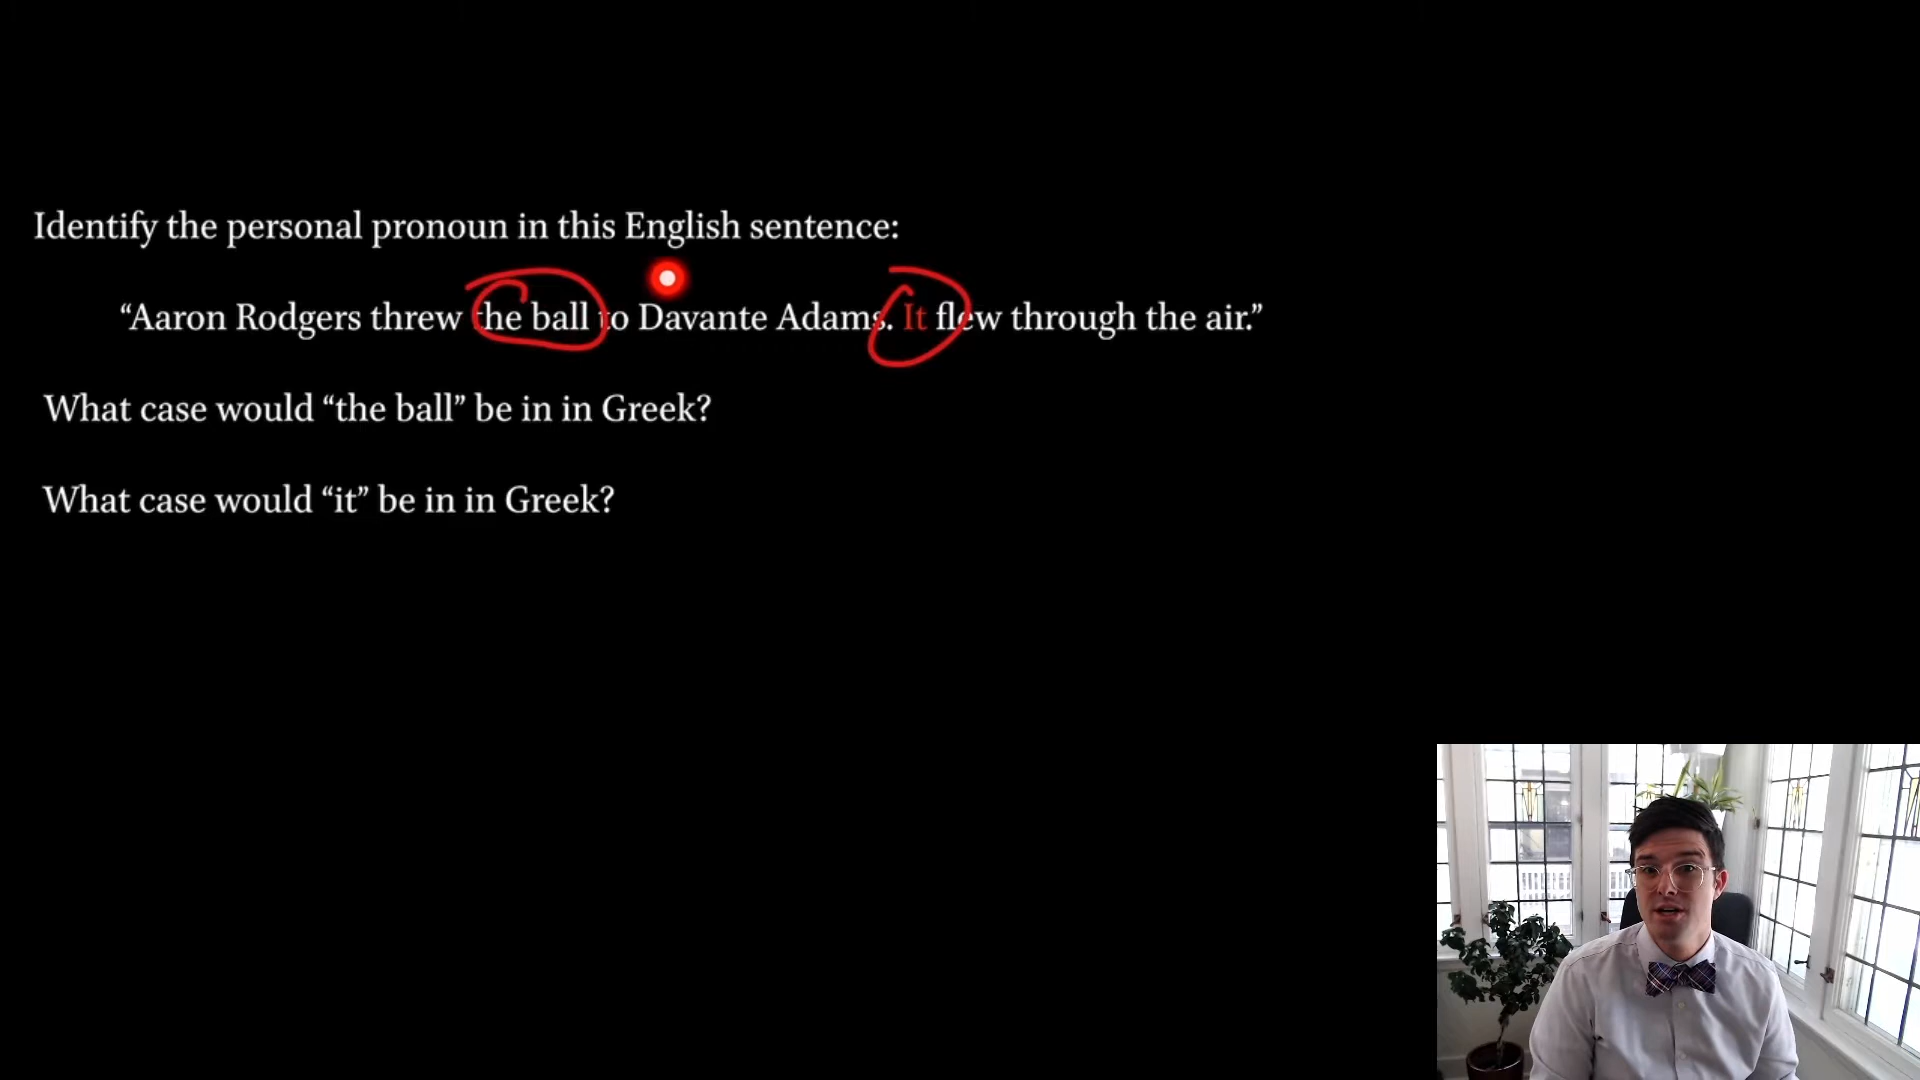 Identify the personal pronoun in this English sentence:
“Aaron Rodgers threw the ball to Davante Adams. It flew through the air.”
What case would “the ball” be in in Greek?
What case would “it” be in in Greek?